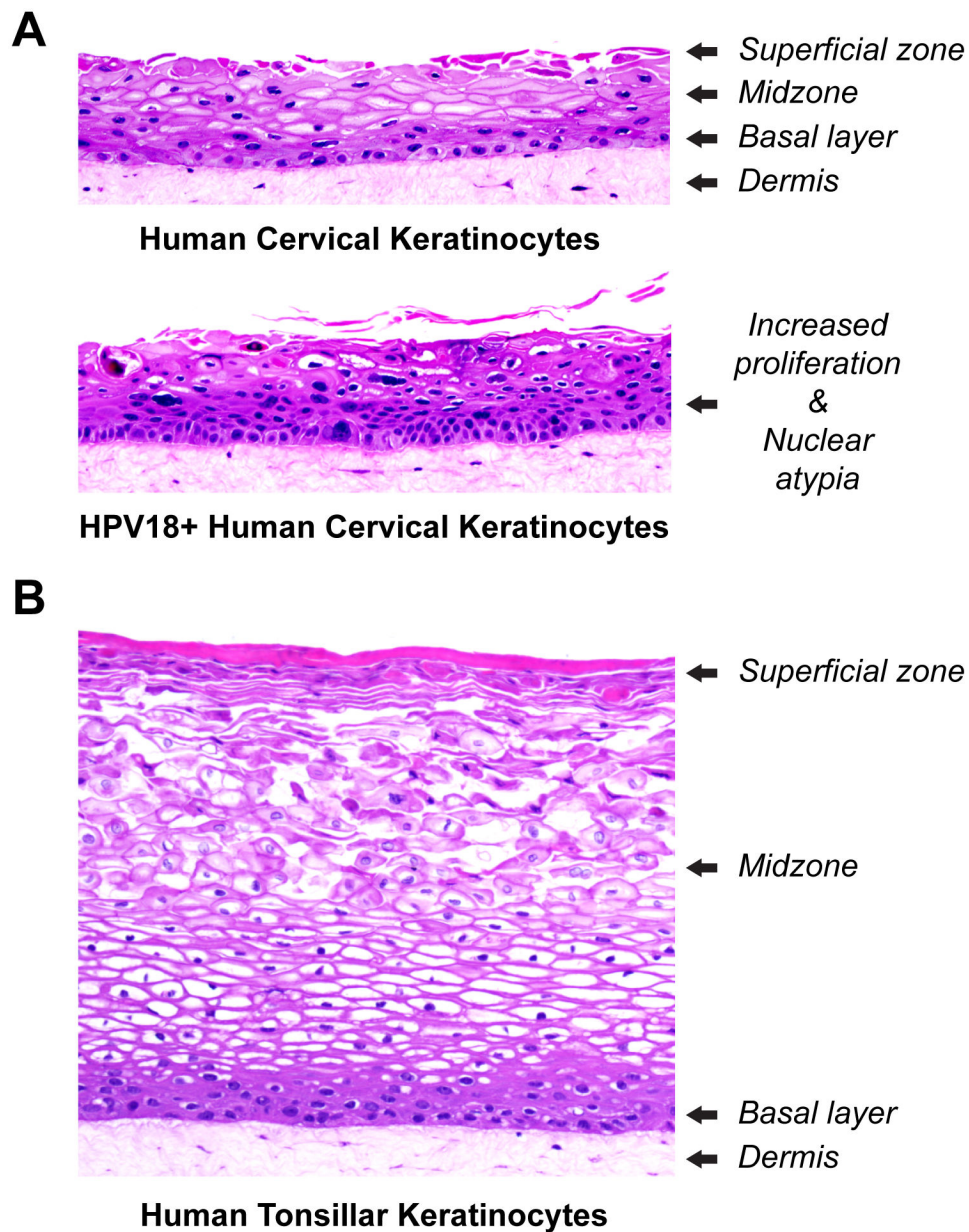 A
Superficial zone
Midzone
Basal layer
Dermis
Human Cervical Keratinocytes
Increased
proliferation
&
Nuclear
atypia
HPV18+ Human Cervical Keratinocytes
B
Superficial zone
Midzone
Basal layer
Dermis
Human Tonsillar Keratinocytes